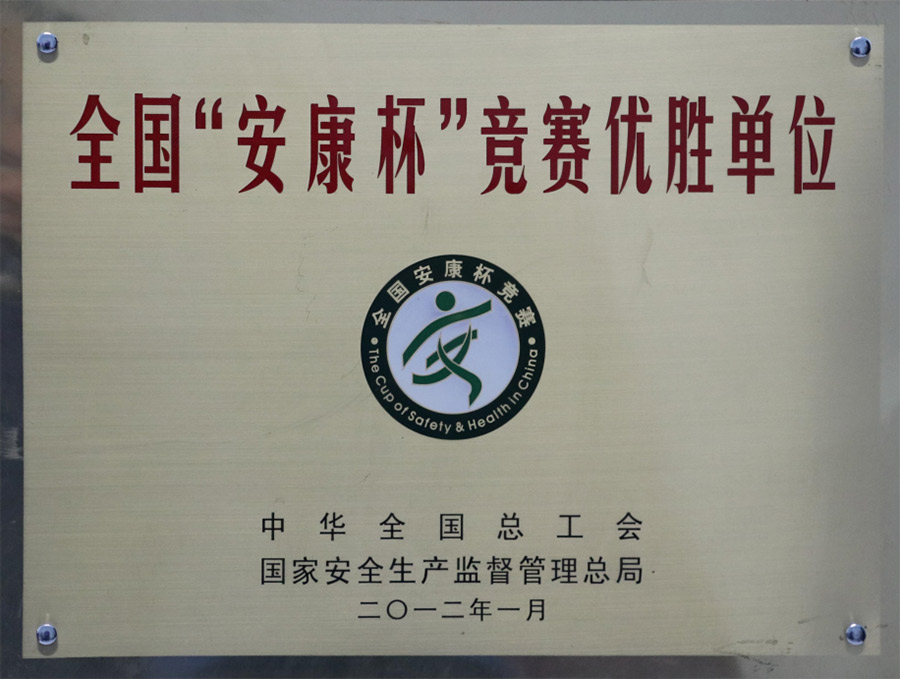 全国“安康杯”竞赛优胜单位
全国安康杯竞赛
The Cup of Safety & Health in China
中华全国总工会
国家安全生产监督管理总局
二〇一二年一月